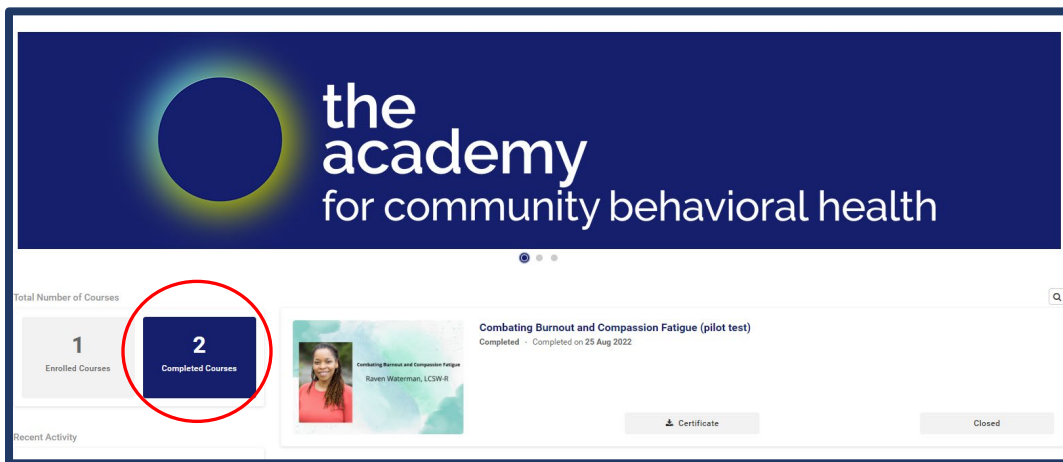 the
academy
for community behavioral health
Total Number of Courses
1
Enrolled Courses
2
Completed Courses
Recent Activity
Combating Burnout and Compassion Fatigue
Raven Waterman, LCSW-R
Combating Burnout and Compassion Fatigue (pilot test)
Completed - Completed on 25 Aug 2022
Certificate
Closed